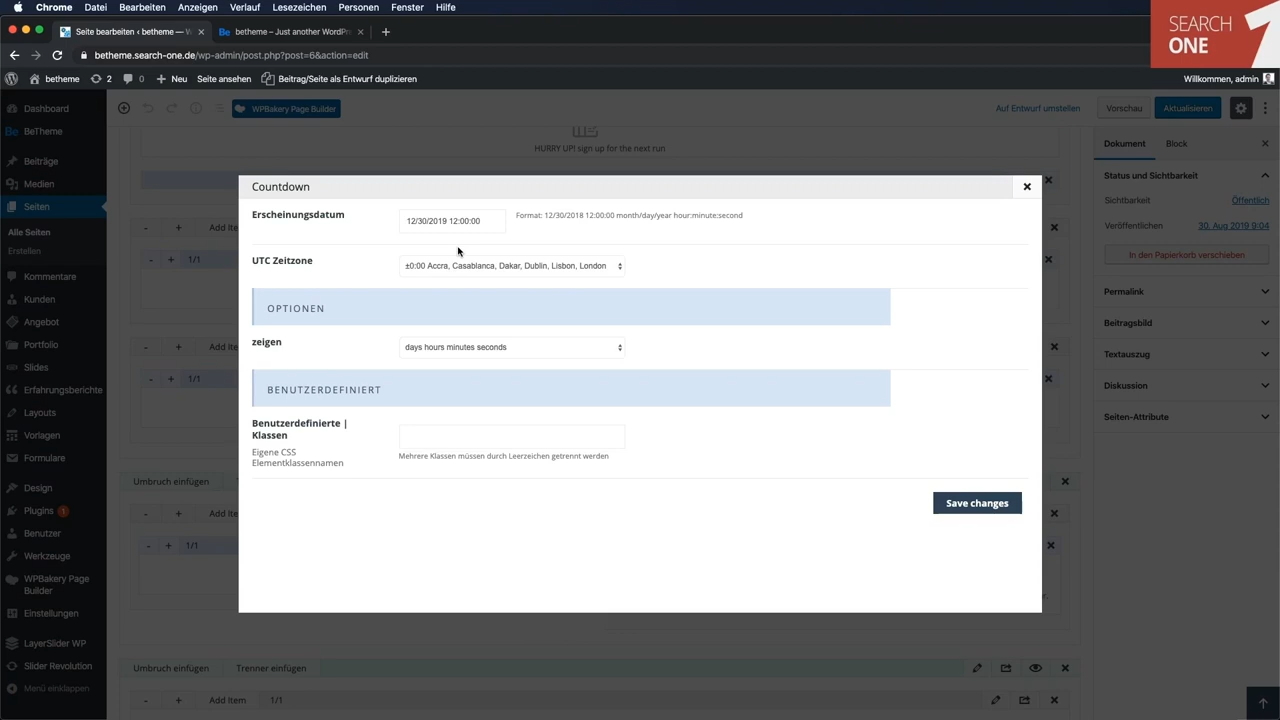 Chrome Datei Bearbeiten Anzeigen Verlauf Lesezeichen Personen Fenster Hilfe
Seite bearbeiten ‹ betheme — W
betheme – Just another WordPr
SEARCH
ONE
betheme.search-one.de/wp-admin/post.php?post=6&action=edit
betheme 2 0 Neu Seite ansehen Beitrag/Seite als Entwurf duplizieren Willkommen, admin
Dashboard
BeTheme
Beiträge
Medien
Seiten
Alle Seiten
Erstellen
Kommentare
Kunden
Angebot
Portfolio
Slides
Erfahrungsberichte
Layouts
Vorlagen
Formulare
Design
Plugins 1
Benutzer
Werkzeuge
WPBakery Page
Builder
Einstellungen
LayerSlider WP
Slider Revolution
Menü einklappen
WPBakery Page Builder Auf Entwurf umstellen Vorschau Aktualisieren
HURRY UP! sign up for the next run
- + Add Ite
- + 1/1
- + Add Ite
- + 1/1
Umbruch einfügen
- + Add Ite
- + 1/1
Umbruch einfügen Trenner einfügen
- + Add Item 1/1
Countdown
Erscheinungsdatum 12/30/2019 12:00:00 Format: 12/30/2018 12:00:00 month/day/year hour:minute:second
UTC Zeitzone ±0:00 Accra, Casablanca, Dakar, Dublin, Lisbon, London
OPTIONEN
zeigen days hours minutes seconds
BENUTZERDEFINIERT
Benutzerdefinierte |
Klassen
Eigene CSS
Elementklassennamen
Mehrere Klassen müssen durch Leerzeichen getrennt werden
Save changes
Dokument Block
Status und Sichtbarkeit
Sichtbarkeit Öffentlich
Veröffentlichen 30. Aug 2019 9:04
In den Papierkorb verschieben
Permalink
Beitragsbild
Textauszug
Diskussion
Seiten-Attribute